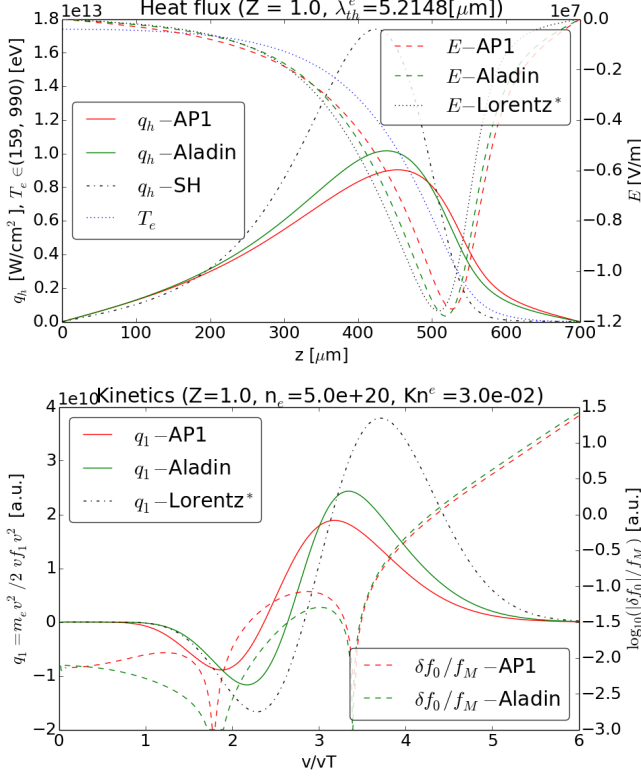 Heat flux (Z = 1.0, λ_th^e=5.2148[μm])
1e13
1e7
1.8
1.6
1.4
1.2
1.0
0.8
0.6
0.4
0.2
0.0
q_h [W/cm² ], T_e ∈(159, 990) [eV]
q_h−AP1
q_h−Aladin
q_h−SH
T_e
E−AP1
E−Aladin
E−Lorentz*
0.0
−0.2
−0.4
−0.6
−0.8
−1.0
−1.2
E [V/m]
0 100 200 300 400 500 600 700
z [μm]
1e10
Kinetics (Z=1.0, n_e=5.0e+20, Kn^e =3.0e-02)
4
3
2
1
0
−1
−2
q_1 = m_e v² /2 v f_1 v² [a.u.]
q_1−AP1
q_1−Aladin
q_1−Lorentz*
δf_0/f_M−AP1
δf_0/f_M−Aladin
1.5
1.0
0.5
0.0
−0.5
−1.0
−1.5
−2.0
−2.5
−3.0
log10(|δf_0|/f_M) [a.u.]
0 1 2 3 4 5 6
v/vT